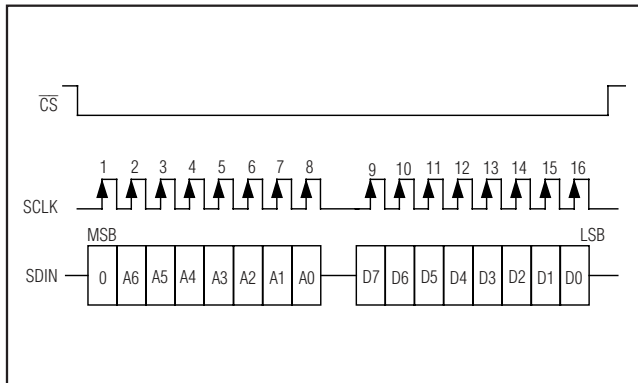 CS
1 2 3 4 5 6 7 8 9 10 11 12 13 14 15 16
SCLK
MSB LSB
SDIN 0 A6 A5 A4 A3 A2 A1 A0 D7 D6 D5 D4 D3 D2 D1 D0